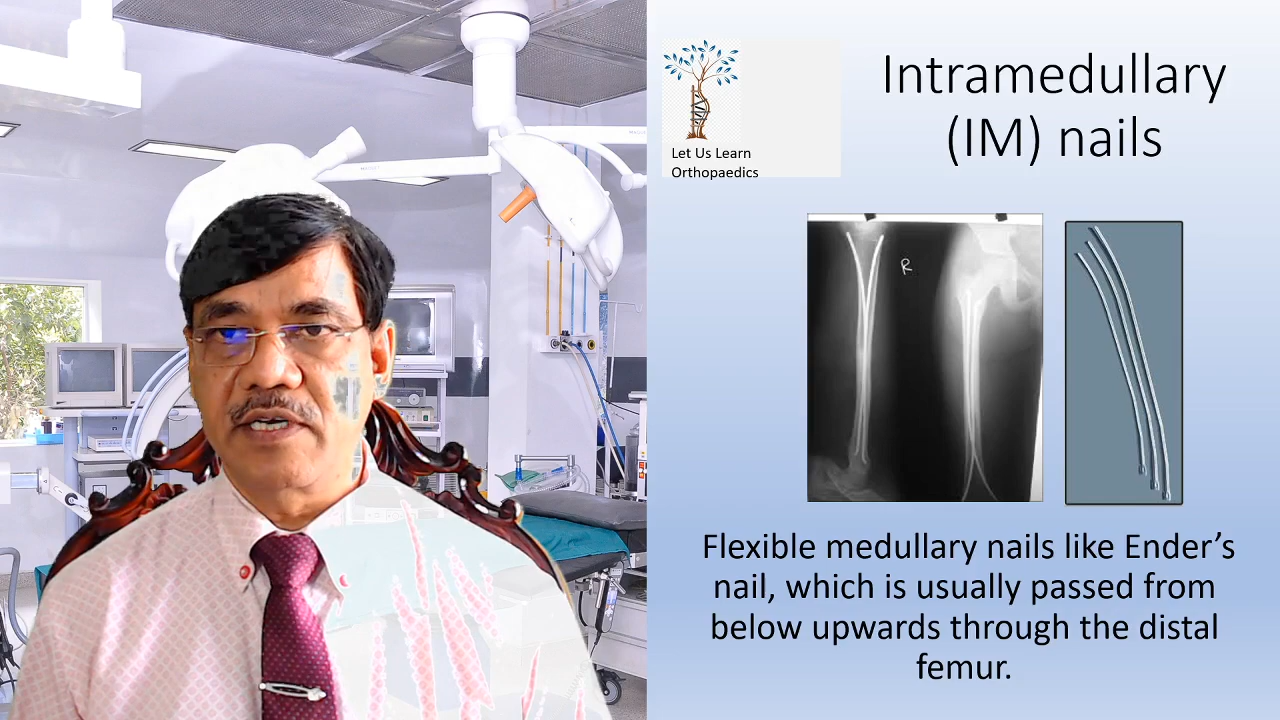 Intramedullary
(IM) nails
Let Us Learn
Orthopaedics
R
Flexible medullary nails like Ender’s
nail, which is usually passed from
below upwards through the distal
femur.